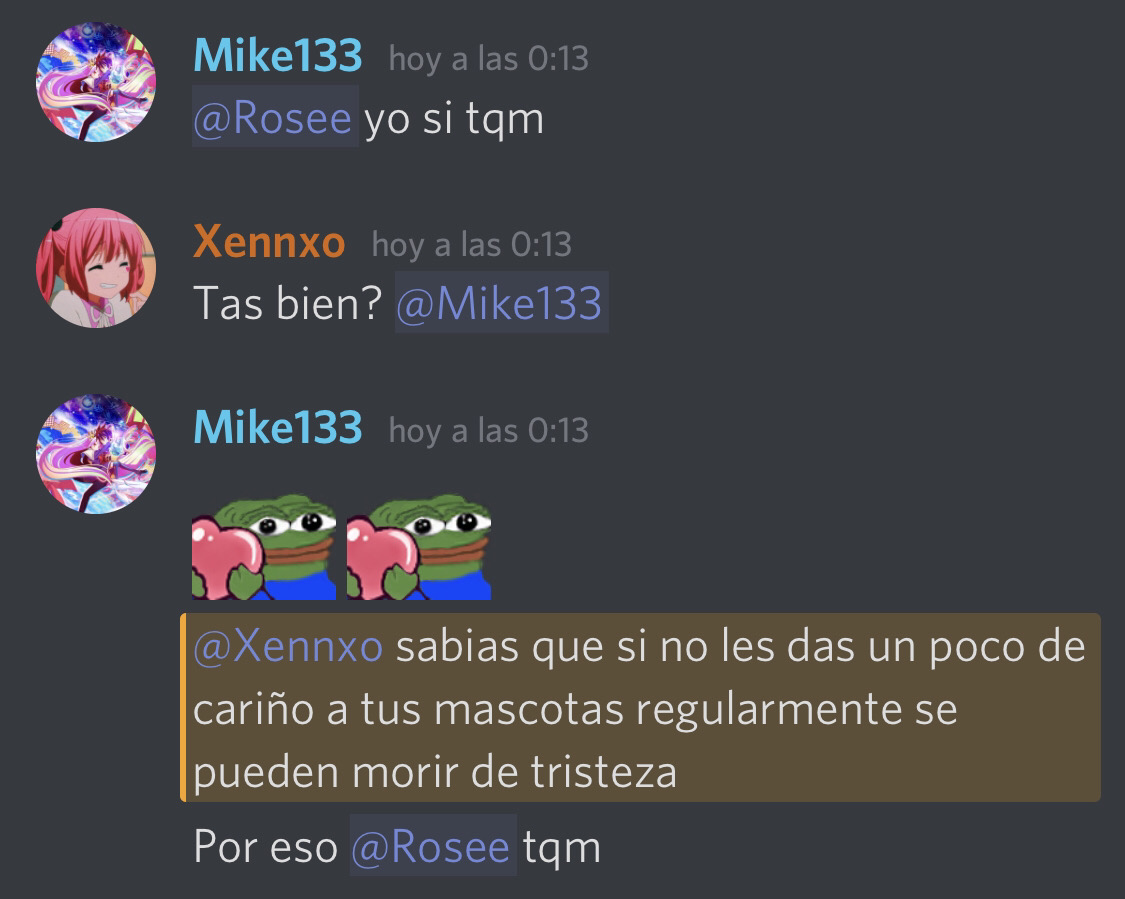 Mike133 hoy a las 0:13
@Rosee yo si tqm
Xennxo hoy a las 0:13
Tas bien? @Mike133
Mike133 hoy a las 0:13
@Xennxo sabias que si no les das un poco de
cariño a tus mascotas regularmente se
pueden morir de tristeza
Por eso @Rosee tqm